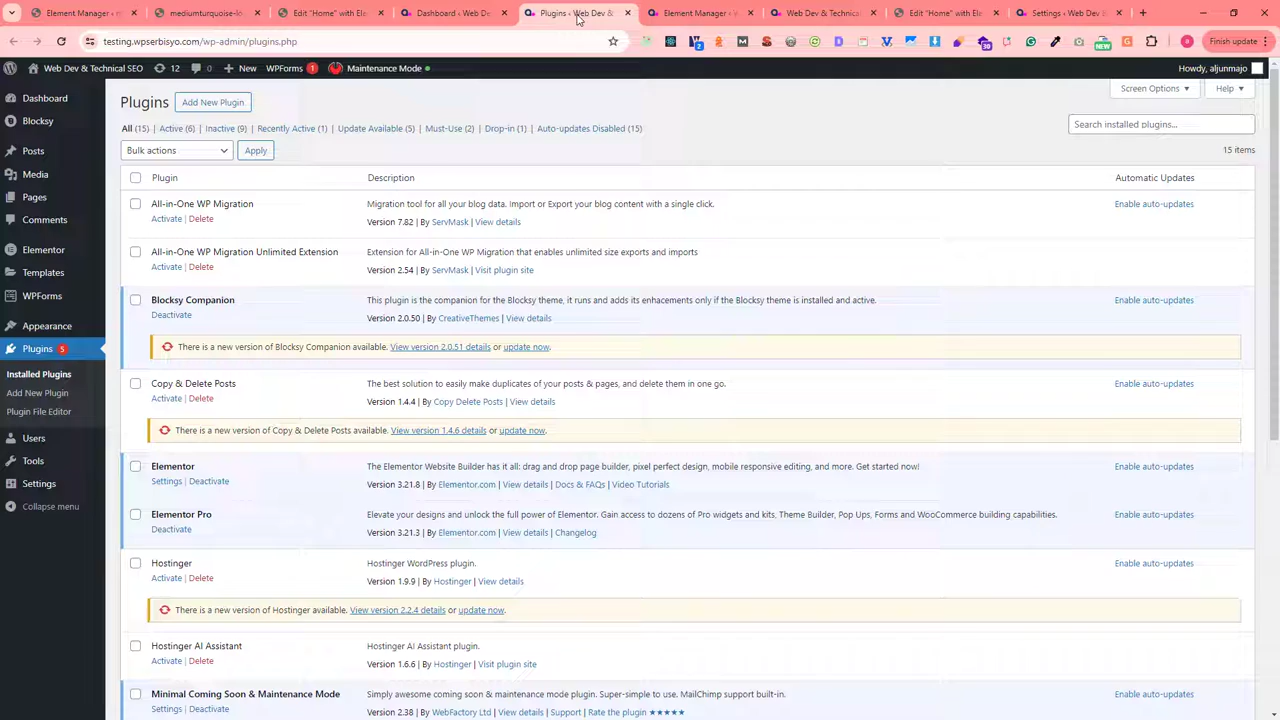 Element Manager ‹ W
mediumturquoise-lo
Edit "Home" with Ele
Dashboard ‹ Web De
Plugins ‹ Web Dev &
Element Manager ‹ W
Web Dev & Technical
Edit "Home" with Ele
Settings ‹ Web Dev &
testing.wpserbisyo.com/wp-admin/plugins.php
Finish update
Web Dev & Technical SEO
12
0
New
WPForms 1
Maintenance Mode
Howdy, aljunmajo
Dashboard
Blocksy
Posts
Media
Pages
Comments
Elementor
Templates
WPForms
Appearance
Plugins 5
Installed Plugins
Add New Plugin
Plugin File Editor
Users
Tools
Settings
Collapse menu
Plugins
Add New Plugin
Screen Options
Help
All (15) | Active (6) | Inactive (9) | Recently Active (1) | Update Available (5) | Must-Use (2) | Drop-in (1) | Auto-updates Disabled (15)
Search installed plugins...
Bulk actions
Apply
15 items
Plugin
Description
Automatic Updates
All-in-One WP Migration
Migration tool for all your blog data. Import or Export your blog content with a single click.
Enable auto-updates
Activate | Delete
Version 7.82 | By ServMask | View details
All-in-One WP Migration Unlimited Extension
Extension for All-in-One WP Migration that enables unlimited size exports and imports
Activate | Delete
Version 2.54 | By ServMask | Visit plugin site
Blocksy Companion
This plugin is the companion for the Blocksy theme, it runs and adds its enhacements only if the Blocksy theme is installed and active.
Enable auto-updates
Deactivate
Version 2.0.50 | By CreativeThemes | View details
There is a new version of Blocksy Companion available. View version 2.0.51 details or update now.
Copy & Delete Posts
The best solution to easily make duplicates of your posts & pages, and delete them in one go.
Enable auto-updates
Activate | Delete
Version 1.4.4 | By Copy Delete Posts | View details
There is a new version of Copy & Delete Posts available. View version 1.4.6 details or update now.
Elementor
The Elementor Website Builder has it all: drag and drop page builder, pixel perfect design, mobile responsive editing, and more. Get started now!
Enable auto-updates
Settings | Deactivate
Version 3.21.8 | By Elementor.com | View details | Docs & FAQs | Video Tutorials
Elementor Pro
Elevate your designs and unlock the full power of Elementor. Gain access to dozens of Pro widgets and kits, Theme Builder, Pop Ups, Forms and WooCommerce building capabilities.
Enable auto-updates
Deactivate
Version 3.21.3 | By Elementor.com | View details | Changelog
Hostinger
Hostinger WordPress plugin.
Enable auto-updates
Activate | Delete
Version 1.9.9 | By Hostinger | View details
There is a new version of Hostinger available. View version 2.2.4 details or update now.
Hostinger AI Assistant
Hostinger AI Assistant plugin.
Activate | Delete
Version 1.6.6 | By Hostinger | Visit plugin site
Minimal Coming Soon & Maintenance Mode
Simply awesome coming soon & maintenance mode plugin. Super-simple to use. MailChimp support built-in.
Enable auto-updates
Settings | Deactivate
Version 2.38 | By WebFactory Ltd | View details | Support | Rate the plugin ★★★★★